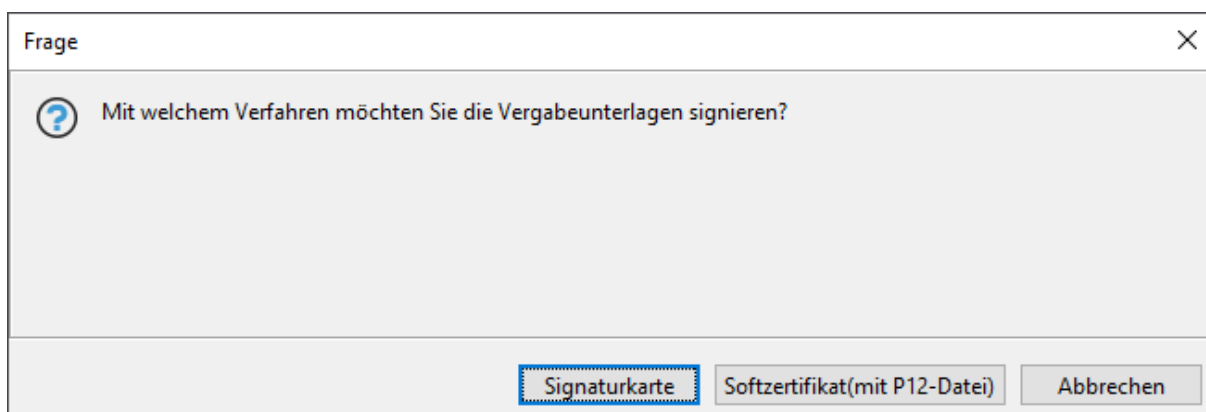 Frage
Mit welchem Verfahren möchten Sie die Vergabeunterlagen signieren?
Signaturkarte
Softzertifikat(mit P12-Datei)
Abbrechen